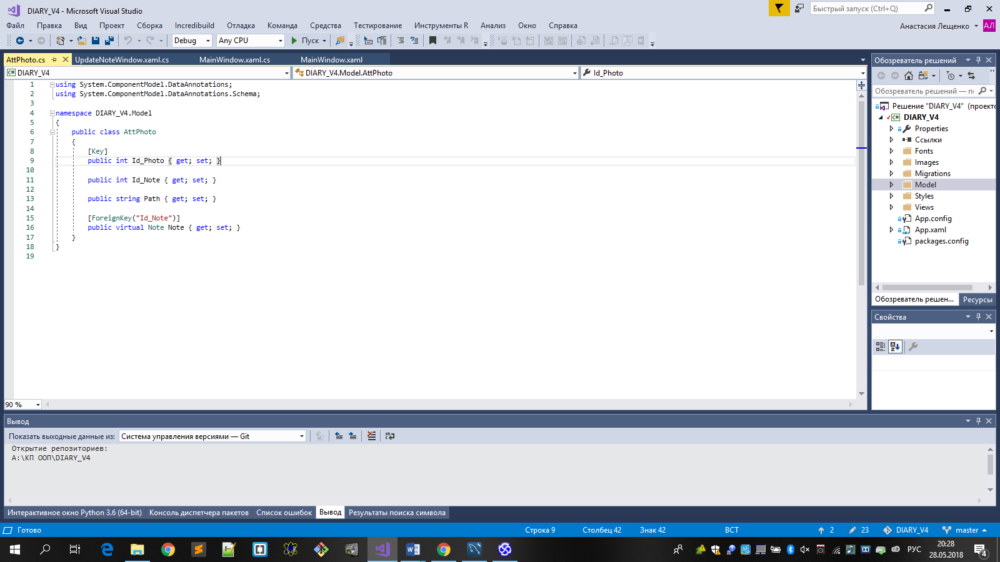 DIARY_V4 - Microsoft Visual Studio
Быстрый запуск (Ctrl+Q)
Файл Правка Вид Проект Сборка Incredibuild Отладка Команда Средства Тестирование Инструменты R Анализ Окно Справка
Анастасия Лещенко АЛ
Debug Any CPU Пуск
AttPhoto.cs UpdateNoteWindow.xaml.cs MainWindow.xaml.cs MainWindow.xaml
C# DIARY_V4 DIARY_V4.Model.AttPhoto Id_Photo
1 using System.ComponentModel.DataAnnotations;
2 using System.ComponentModel.DataAnnotations.Schema;
3
4 namespace DIARY_V4.Model
5 {
6 public class AttPhoto
7 {
8 [Key]
9 public int Id_Photo { get; set; }
10
11 public int Id_Note { get; set; }
12
13 public string Path { get; set; }
14
15 [ForeignKey("Id_Note")]
16 public virtual Note Note { get; set; }
17 }
18 }
19
90 %
Обозреватель решений
Обозреватель решений — по
Решение "DIARY_V4" (проекто
C# DIARY_V4
Properties
Ссылки
Fonts
Images
Migrations
Model
Styles
Views
App.config
App.xaml
packages.config
Обозреватель решен... Ресурсы
Свойства
Вывод
Показать выходные данные из: Система управления версиями — Git
Открытие репозиториев:
A:\КП ООП\DIARY_V4
Интерактивное окно Python 3.6 (64-bit) Консоль диспетчера пакетов Список ошибок Вывод Результаты поиска символа
Готово Строка 9 Столбец 42 Знак 42 ВСТ 2 23 DIARY_V4 master
РУС
20:28
28.05.2018
4